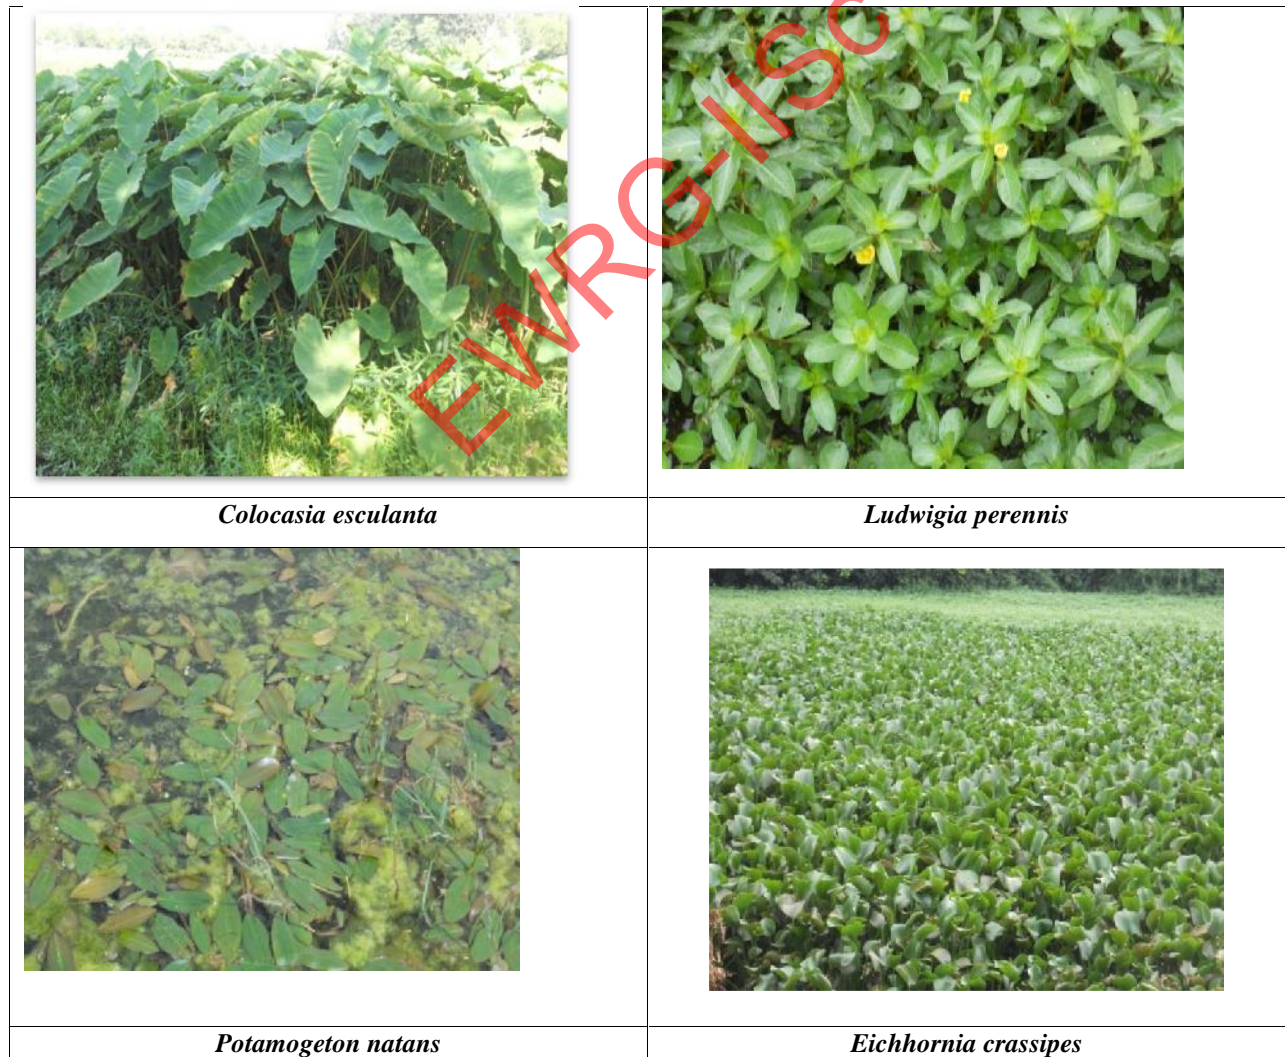 EWRG-IISc
Colocasia esculanta
Ludwigia perennis
Potamogeton natans
Eichhornia crassipes